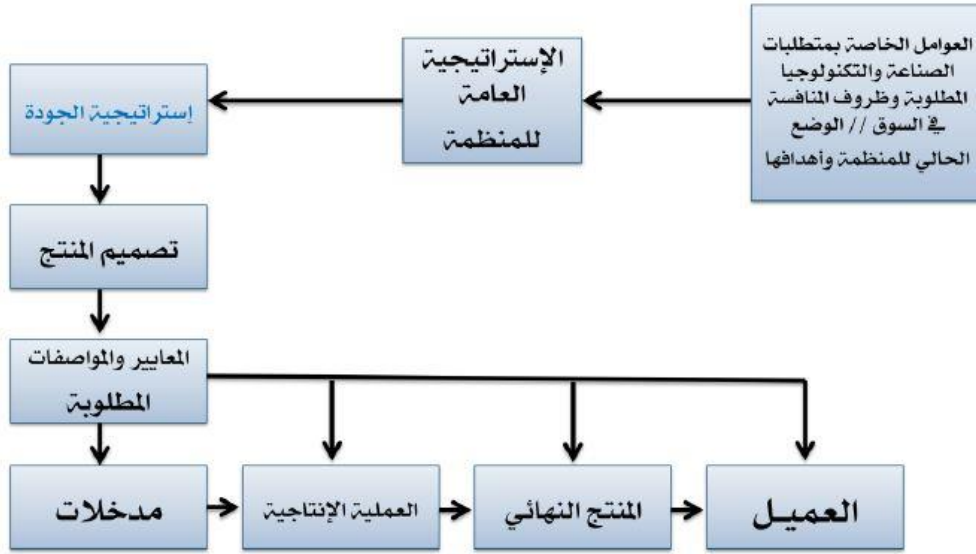 العوامل الخاصة بمتطلبات
الصناعة والتكنولوجيا
المطلوبة وظروف المنافسة
في السوق // الوضع
الحالي للمنظمة وأهدافها
الإستراتيجية
العامة
للمنظمة
إستراتيجية الجودة
تصميم المنتج
المعايير والمواصفات
المطلوبة
مدخلات
العملية الإنتاجية
المنتج النهائي
العميل